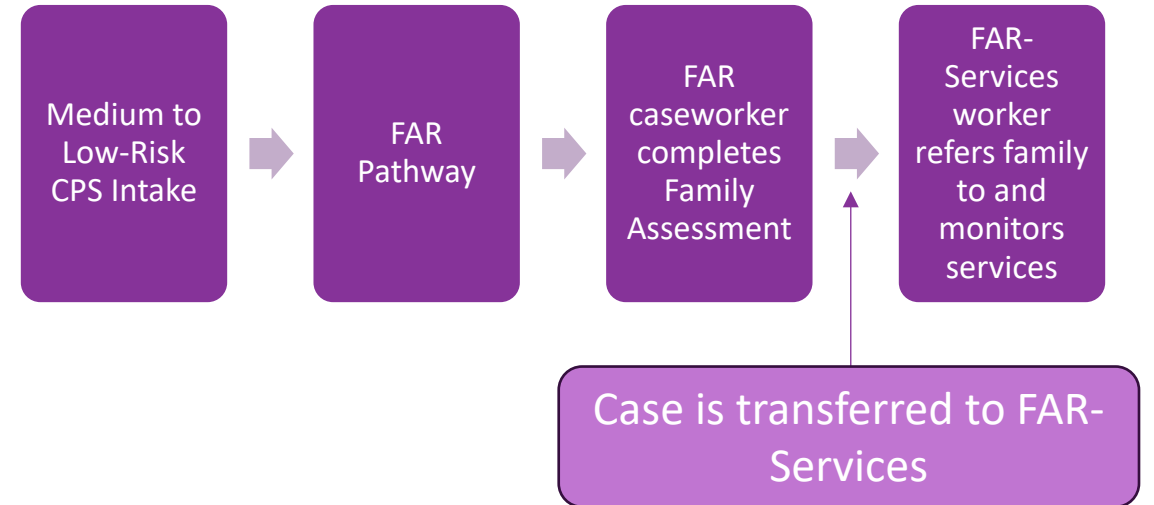 Medium to
Low-Risk
CPS Intake
FAR
Pathway
FAR
caseworker
completes
Family
Assessment
FAR-
Services
worker
refers family
to and
monitors
services
Case is transferred to FAR-
Services